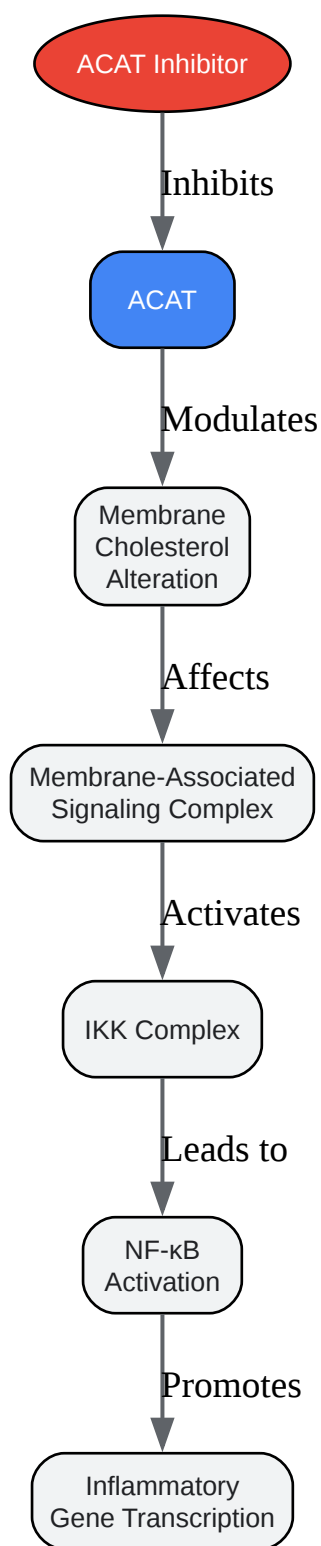 ACAT Inhibitor
Inhibits
ACAT
Modulates
Membrane
Cholesterol
Alteration
Affects
Membrane-Associated
Signaling Complex
Activates
IKK Complex
Leads to
NF-κB
Activation
Promotes
Inflammatory
Gene Transcription